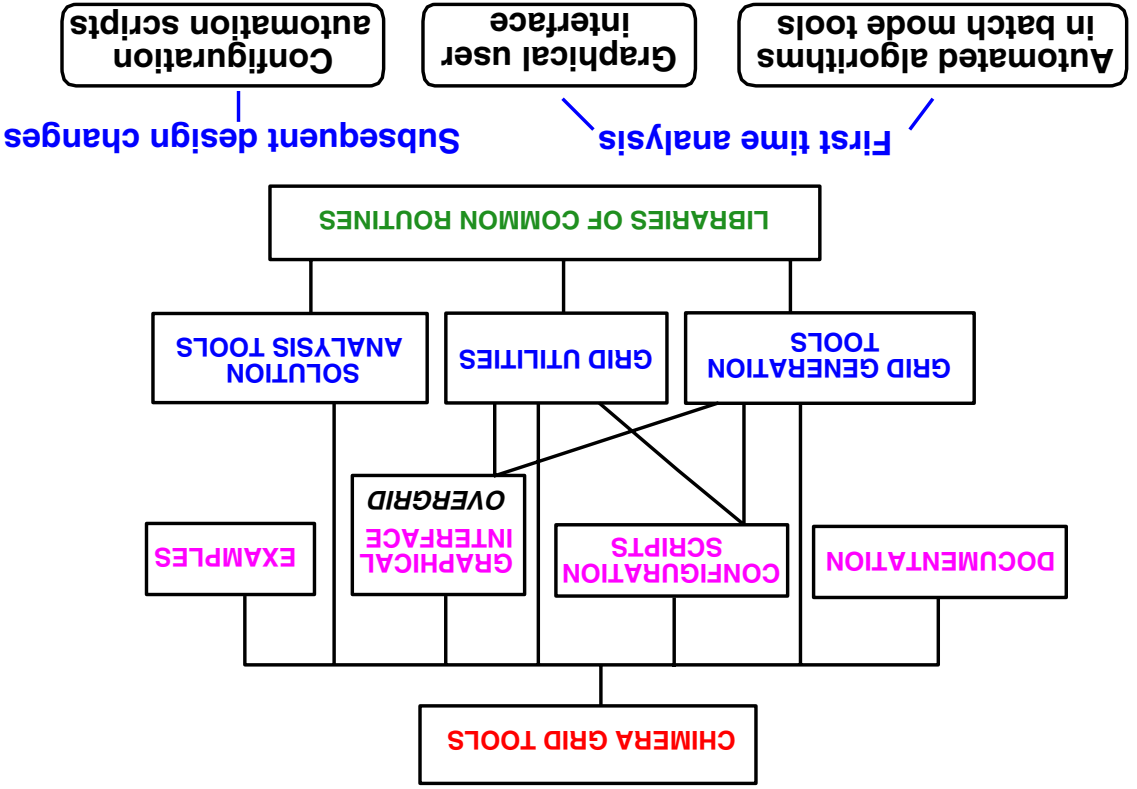 CHIMERA GRID TOOLS
DOCUMENTATION
CONFIGURATION
SCRIPTS
GRAPHICAL
INTERFACE
OVERGRID
EXAMPLES
GRID GENERATION
TOOLS
GRID UTILITIES
SOLUTION
ANALYSIS TOOLS
LIBRARIES OF COMMON ROUTINES
First time analysis
Subsequent design changes
Automated algorithms
in batch mode tools
Graphical user
interface
Configuration
automation scripts